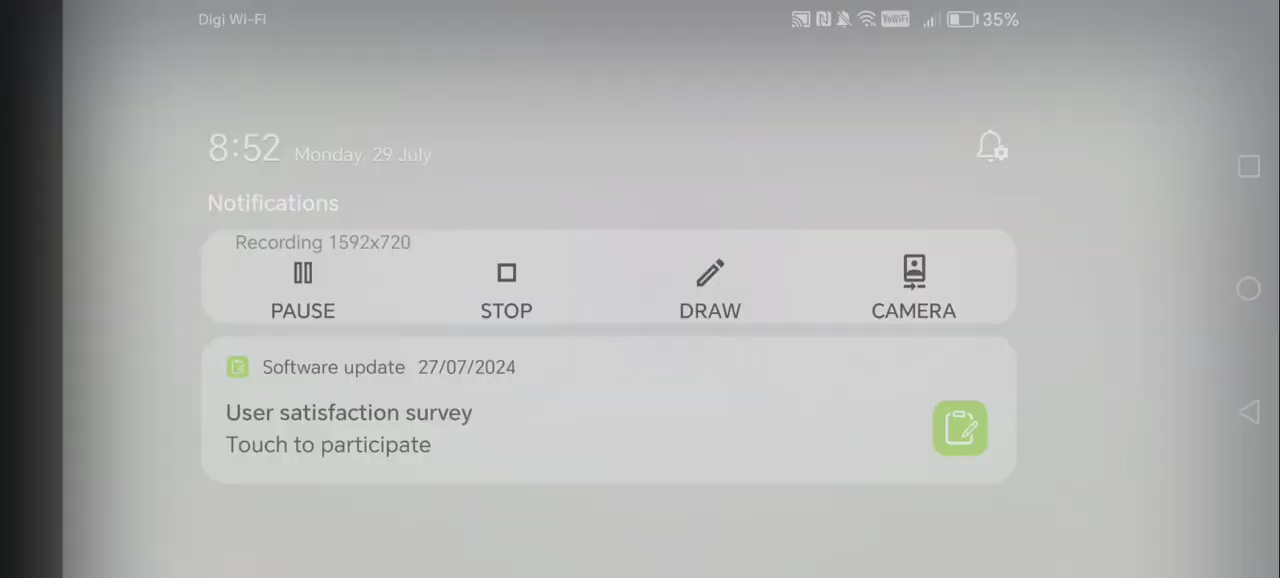 Digi Wi-Fi
VoWiFi
35%
8:52 Monday, 29 July
Notifications
Recording 1592x720
PAUSE STOP DRAW CAMERA
Software update 27/07/2024
User satisfaction survey
Touch to participate